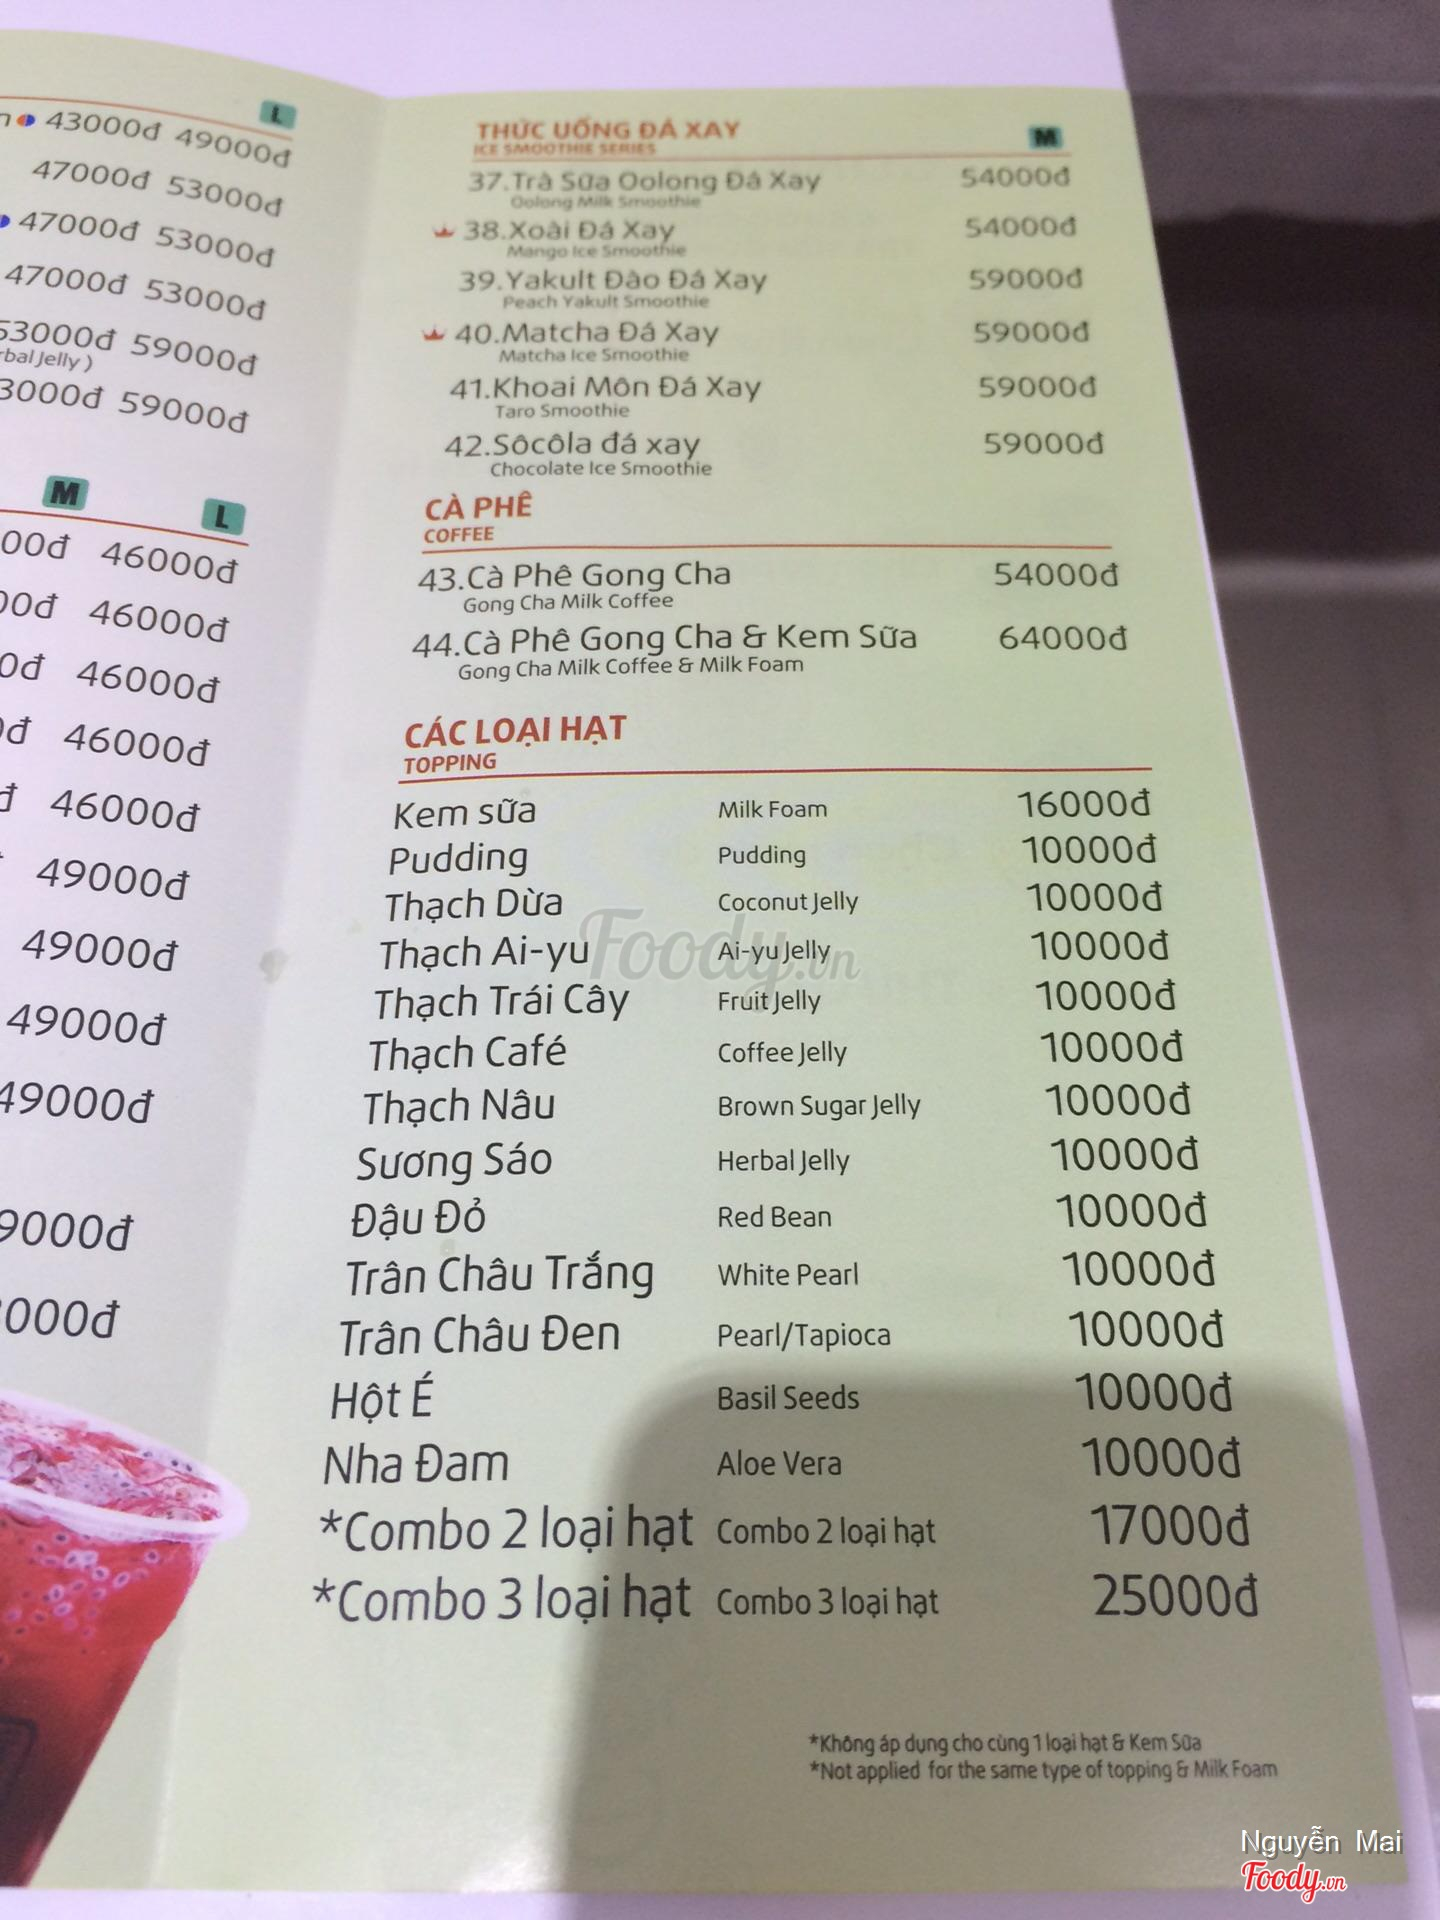 L
43000đ 49000đ
47000đ 53000đ
47000đ 53000đ
47000đ 53000đ
53000đ 59000đ
Jelly )
59000đ
M L
46000đ
46000đ
46000đ
46000đ
46000đ
49000đ
49000đ
49000đ
49000đ
THỨC UỐNG ĐÁ XAY M
ICE SMOOTHIE SERIES
37.Trà Sữa Oolong Đá Xay 54000đ
Oolong Milk Smoothie
38.Xoài Đá Xay 54000đ
Mango Ice Smoothie
39.Yakult Đào Đá Xay 59000đ
Peach Yakult Smoothie
40.Matcha Đá Xay 59000đ
Matcha Ice Smoothie
41.Khoai Môn Đá Xay 59000đ
Taro Smoothie
42.Sôcôla đá xay 59000đ
Chocolate Ice Smoothie
CÀ PHÊ
COFFEE
43.Cà Phê Gong Cha 54000đ
Gong Cha Milk Coffee
44.Cà Phê Gong Cha & Kem Sữa 64000đ
Gong Cha Milk Coffee & Milk Foam
CÁC LOẠI HẠT
TOPPING
Kem sữa Milk Foam 16000đ
Pudding Pudding 10000đ
Thạch Dừa Coconut Jelly 10000đ
Thạch Ai-yu Ai-yu Jelly 10000đ
Foody.vn
Thạch Trái Cây Fruit Jelly 10000đ
Thạch Café Coffee Jelly 10000đ
Thạch Nâu Brown Sugar Jelly 10000đ
Sương Sáo Herbal Jelly 10000đ
Đậu Đỏ Red Bean 10000đ
Trân Châu Trắng White Pearl 10000đ
Trân Châu Đen Pearl/Tapioca 10000đ
Hột É Basil Seeds 10000đ
Nha Đam Aloe Vera 10000đ
*Combo 2 loại hạt Combo 2 loại hạt 17000đ
*Combo 3 loại hạt Combo 3 loại hạt 25000đ
*Không áp dụng cho cùng 1 loại hạt & Kem Sữa
*Not applied for the same type of topping & Milk Foam
Nguyễn Mai
Foody.vn